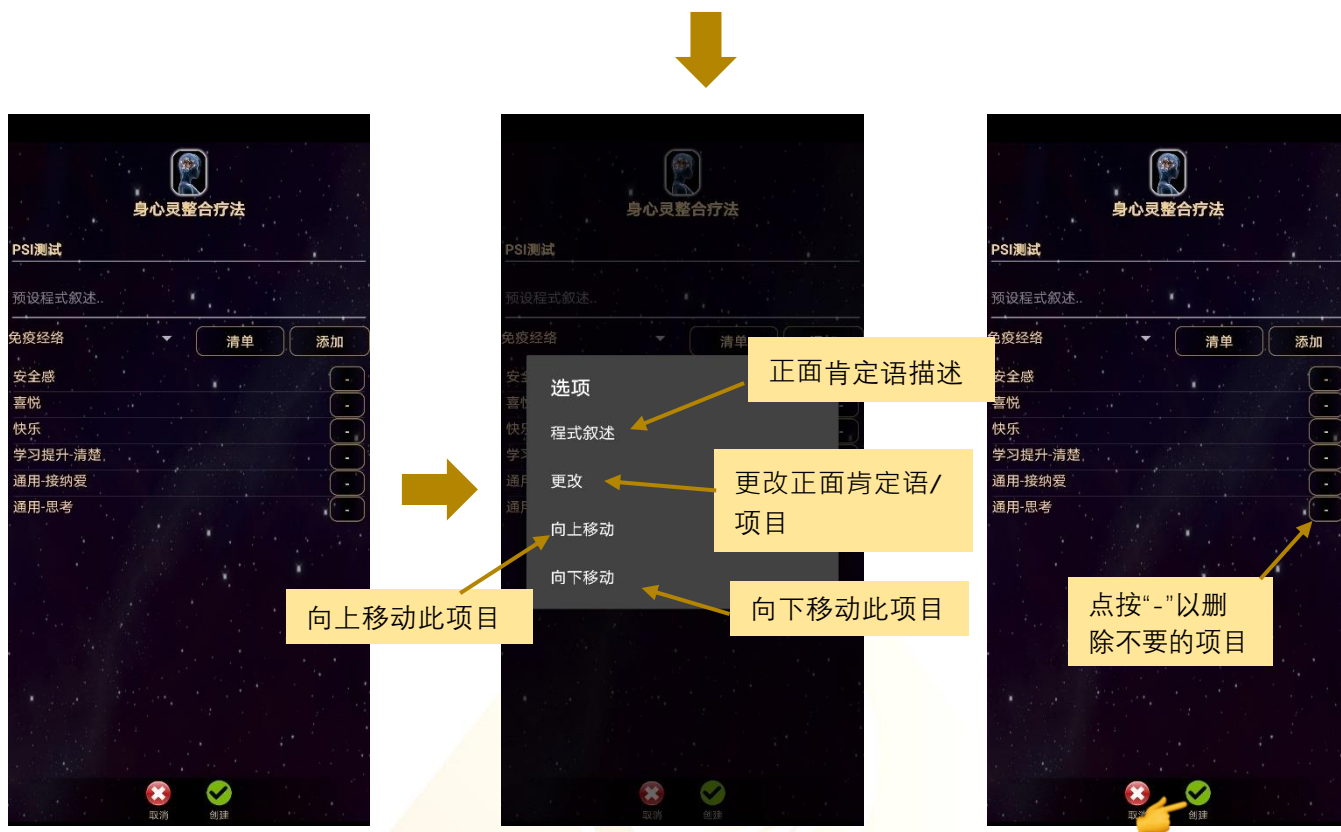 身心灵整合疗法
PSI测试
预设程式叙述..
免疫经络
清单
添加
安全感
-
喜悦
-
快乐
-
学习提升-清楚
-
通用-接纳爱
-
通用-思考
-
取消
创建
向上移动此项目
身心灵整合疗法
PSI测试
预设程式叙述..
免疫经络
清单
选项
程式叙述
更改
向上移动
向下移动
正面肯定语描述
更改正面肯定语/
项目
向下移动此项目
取消
创建
身心灵整合疗法
PSI测试
预设程式叙述..
免疫经络
清单
添加
安全感
-
喜悦
-
快乐
-
学习提升-清楚
-
通用-接纳爱
-
通用-思考
-
点按“-”以删
除不要的项目
创建